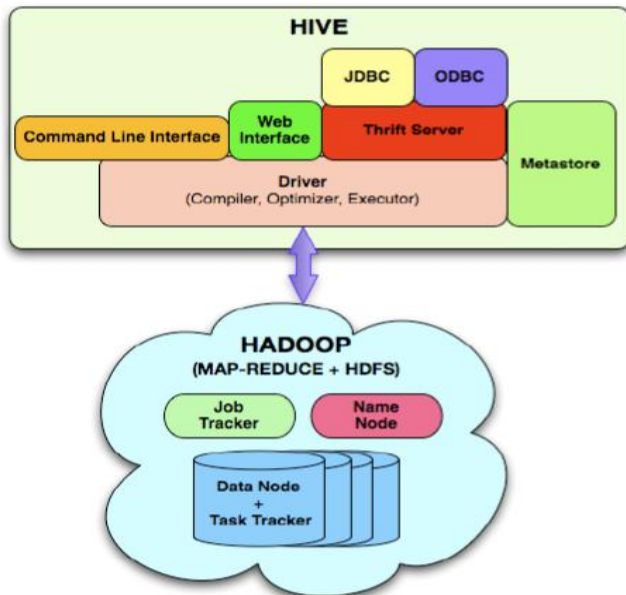 HIVE
JDBC
ODBC
Command Line Interface
Web
Interface
Thrift Server
Metastore
Driver
(Compiler, Optimizer, Executor)
HADOOP
(MAP-REDUCE + HDFS)
Job
Tracker
Name
Node
Data Node
+
Task Tracker